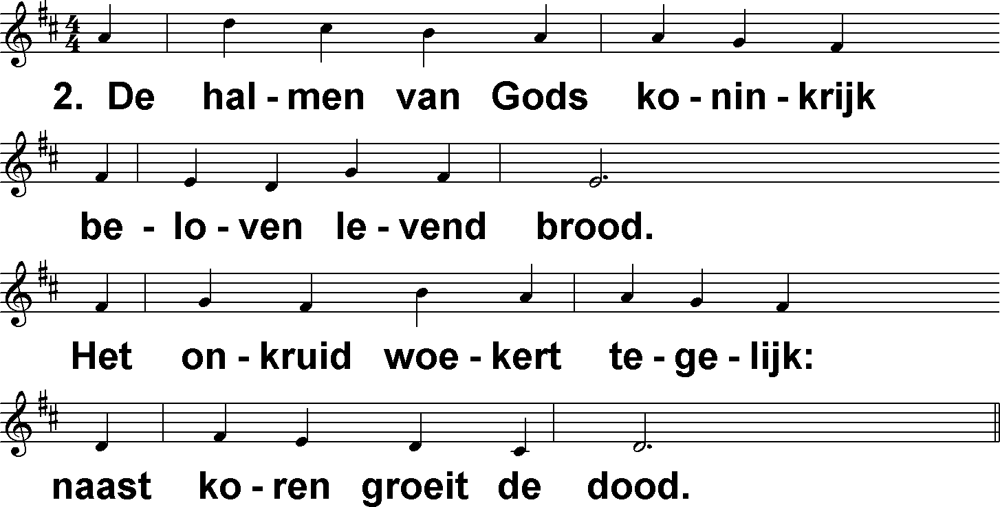 2. De hal - men van Gods ko - nin - krijk
be - lo - ven le - vend brood.
Het on - kruid woe - kert te - ge - lijk:
naast ko - ren groeit de dood.